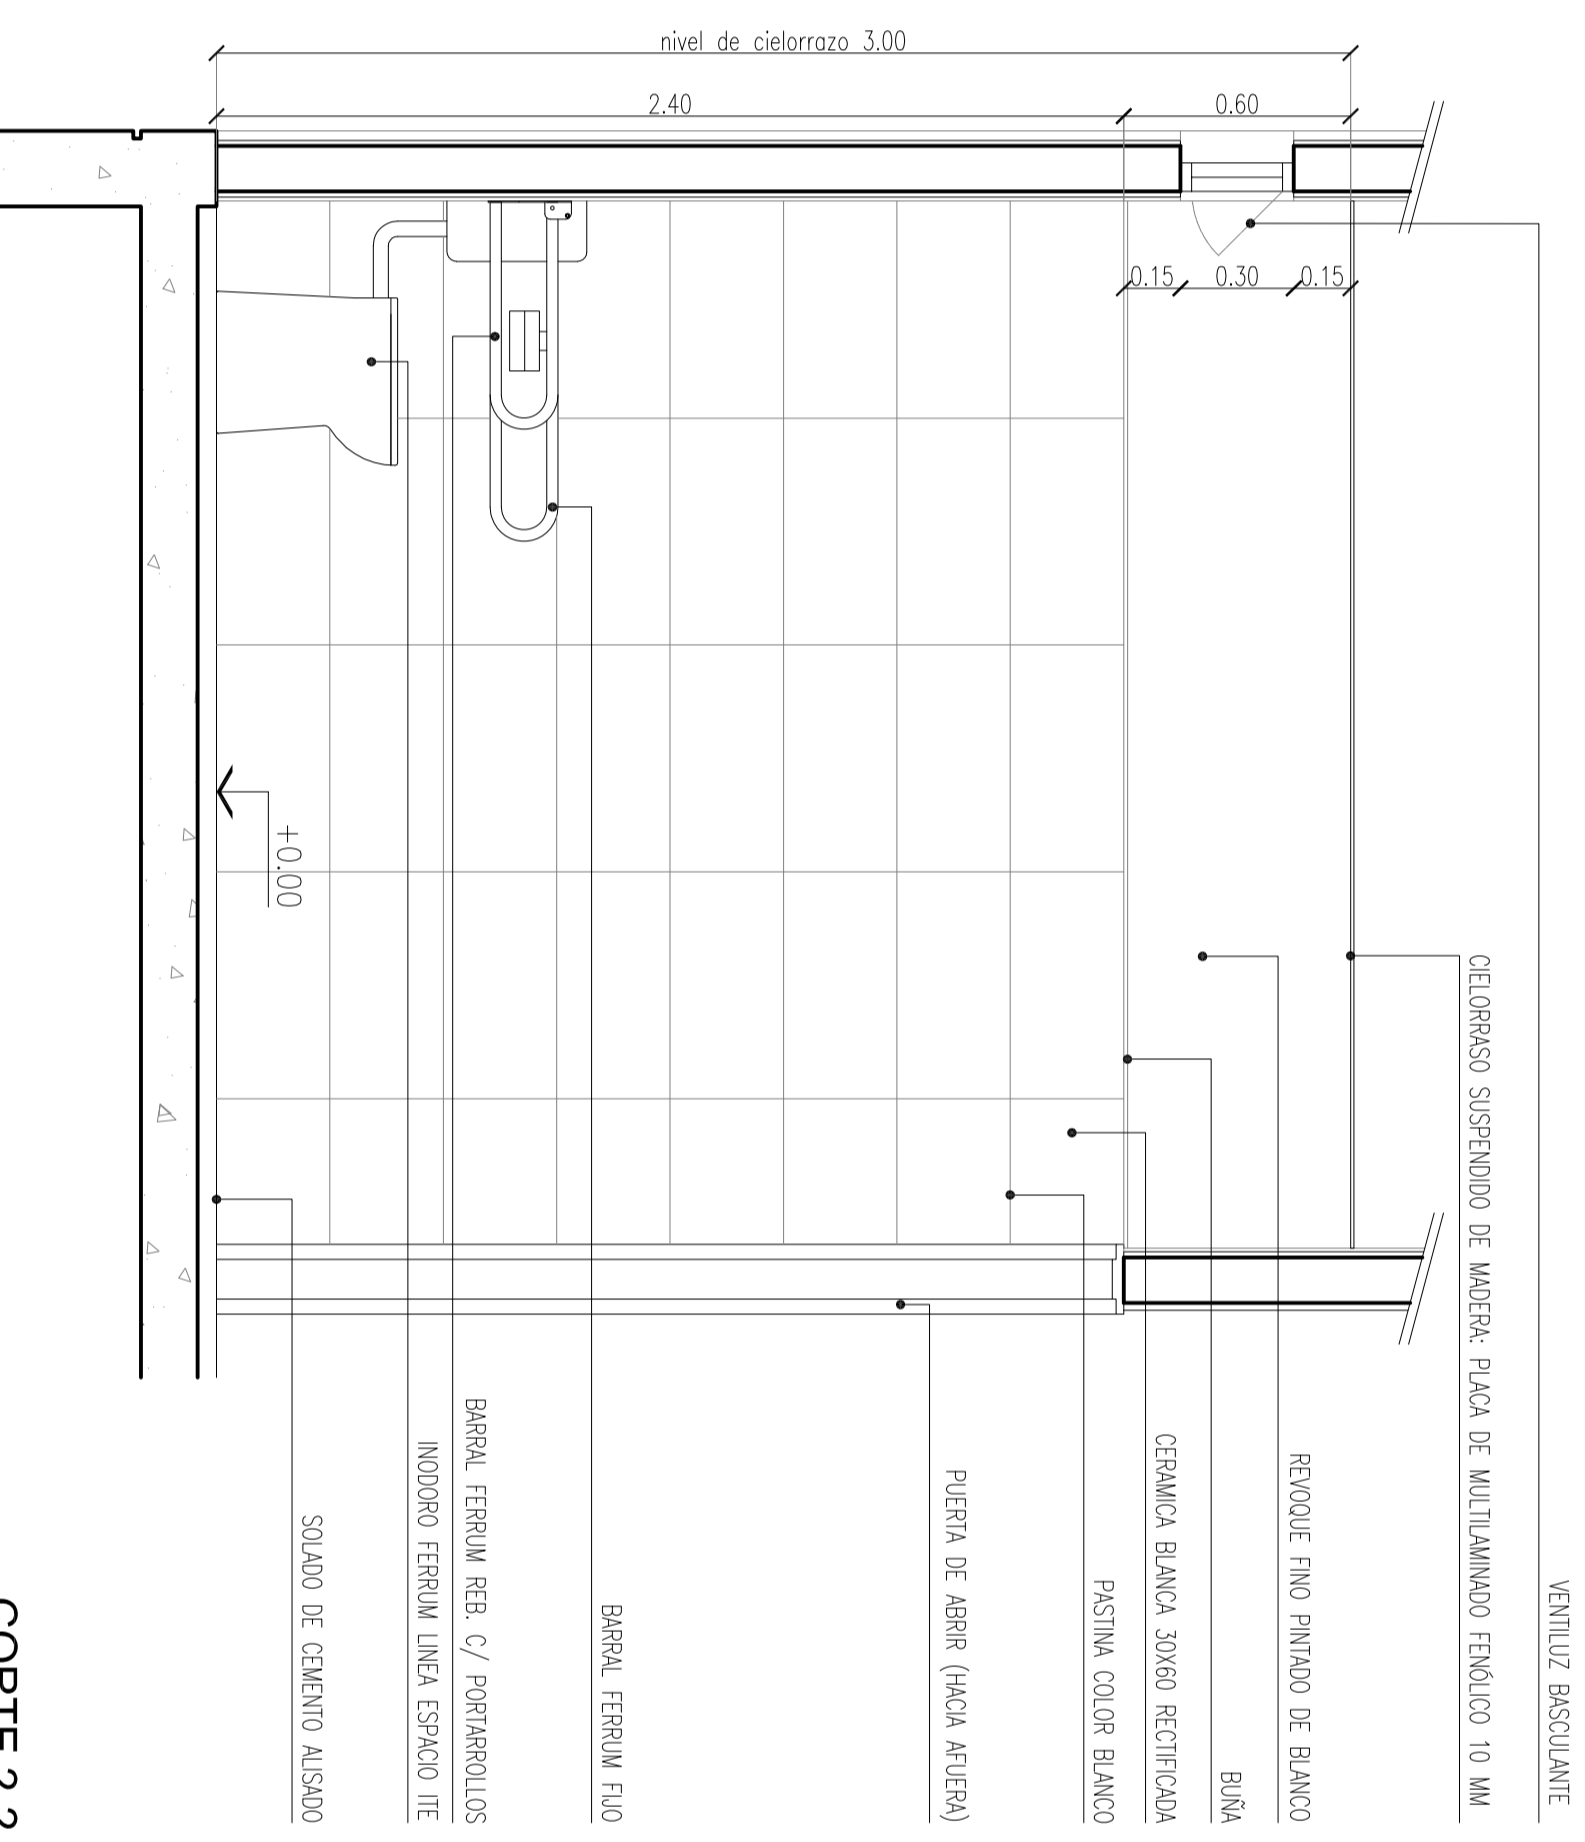 nivel de cielorrazo 3.00
2.40
0.60
0.15
0.30
0.15
VENTILUZ BASCULANTE
CIELORRASO SUSPENDIDO DE MADERA: PLACA DE MULTILAMINADO FENÓLICO 10 MM
REVOQUE FINO PINTADO DE BLANCO
BUÑA
CERAMICA BLANCA 30X60 RECTIFICADA
PASTINA COLOR BLANCO
PUERTA DE ABRIR (HACIA AFUERA)
BARRAL FERRUM FIJO
BARRAL FERRUM REB. C/ PORTARROLLOS
INODORO FERRUM LINEA ESPACIO ITE
SOLADO DE CEMENTO ALISADO
+0.00
CORTE 2.2